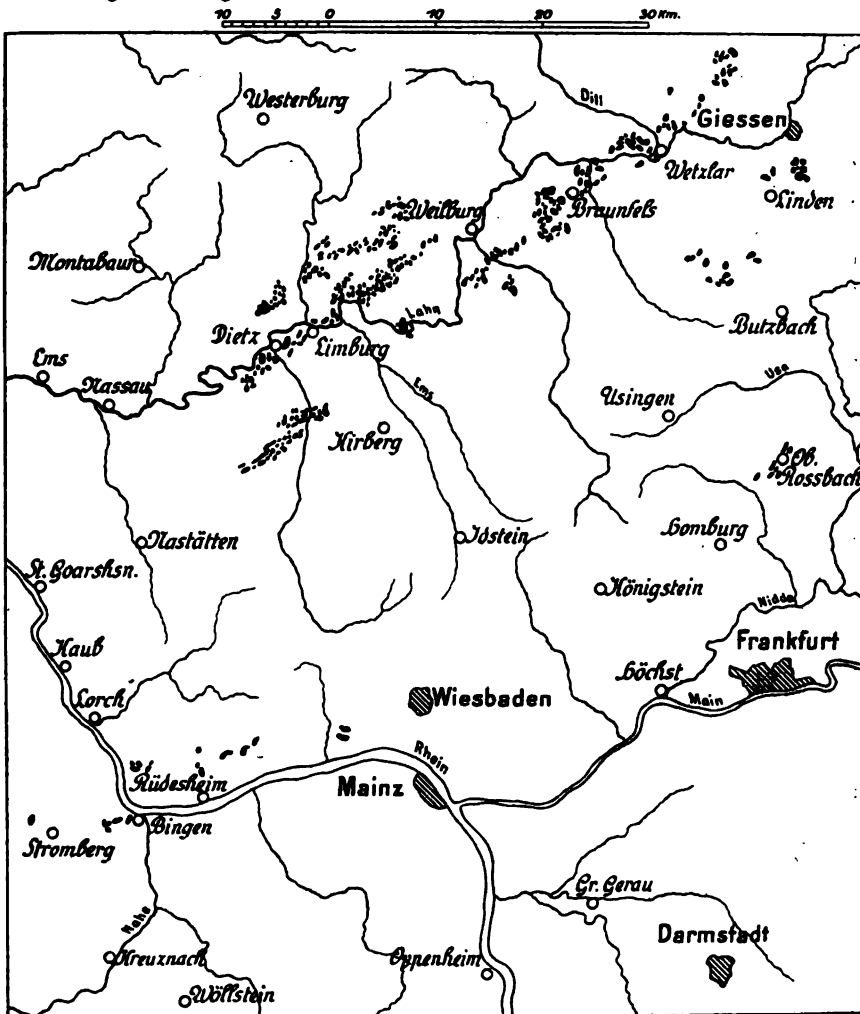 10 5 0 10 20 30 Km.
Westerburg
Dill
Giessen
Wetzlar
Linden
Weilburg
Braunfels
Montabaur
Lahn
Butzbach
Dietz
Limburg
Ems
Nassau
Ems
Usa
Usingen
Kirberg
Ob.
Rossbach
Nastätten
Idstein
Homburg
St. Goarshsn.
Königstein
Nidda
Kaub
Frankfurt
Höchst
Lorch
Wiesbaden
Main
Rhein
Rüdesheim
Mainz
Bingen
Stromberg
Gr. Gerau
Nahe
Darmstadt
Kreuznach
Oppenheim
Wöllstein